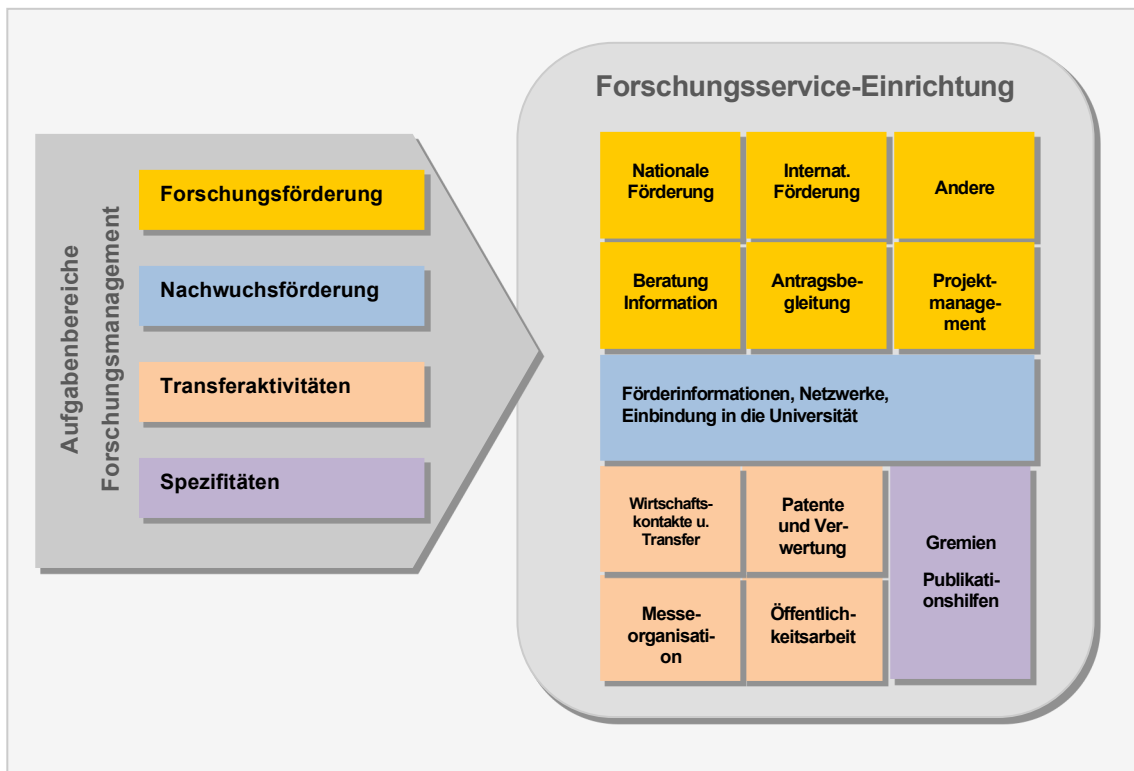 Aufgabenbereiche
Forschungsmanagement
Forschungsförderung
Nachwuchsförderung
Transferaktivitäten
Spezifitäten
Forschungsservice-Einrichtung
Nationale
Förderung
Internat.
Förderung
Andere
Beratung
Information
Antragsbe-
gleitung
Projekt-
manage-
ment
Förderinformationen, Netzwerke,
Einbindung in die Universität
Wirtschafts-
kontakte u.
Transfer
Patente
und Ver-
wertung
Gremien
Publikati-
onshilfen
Messe-
organisati-
on
Öffentlich-
keitsarbeit